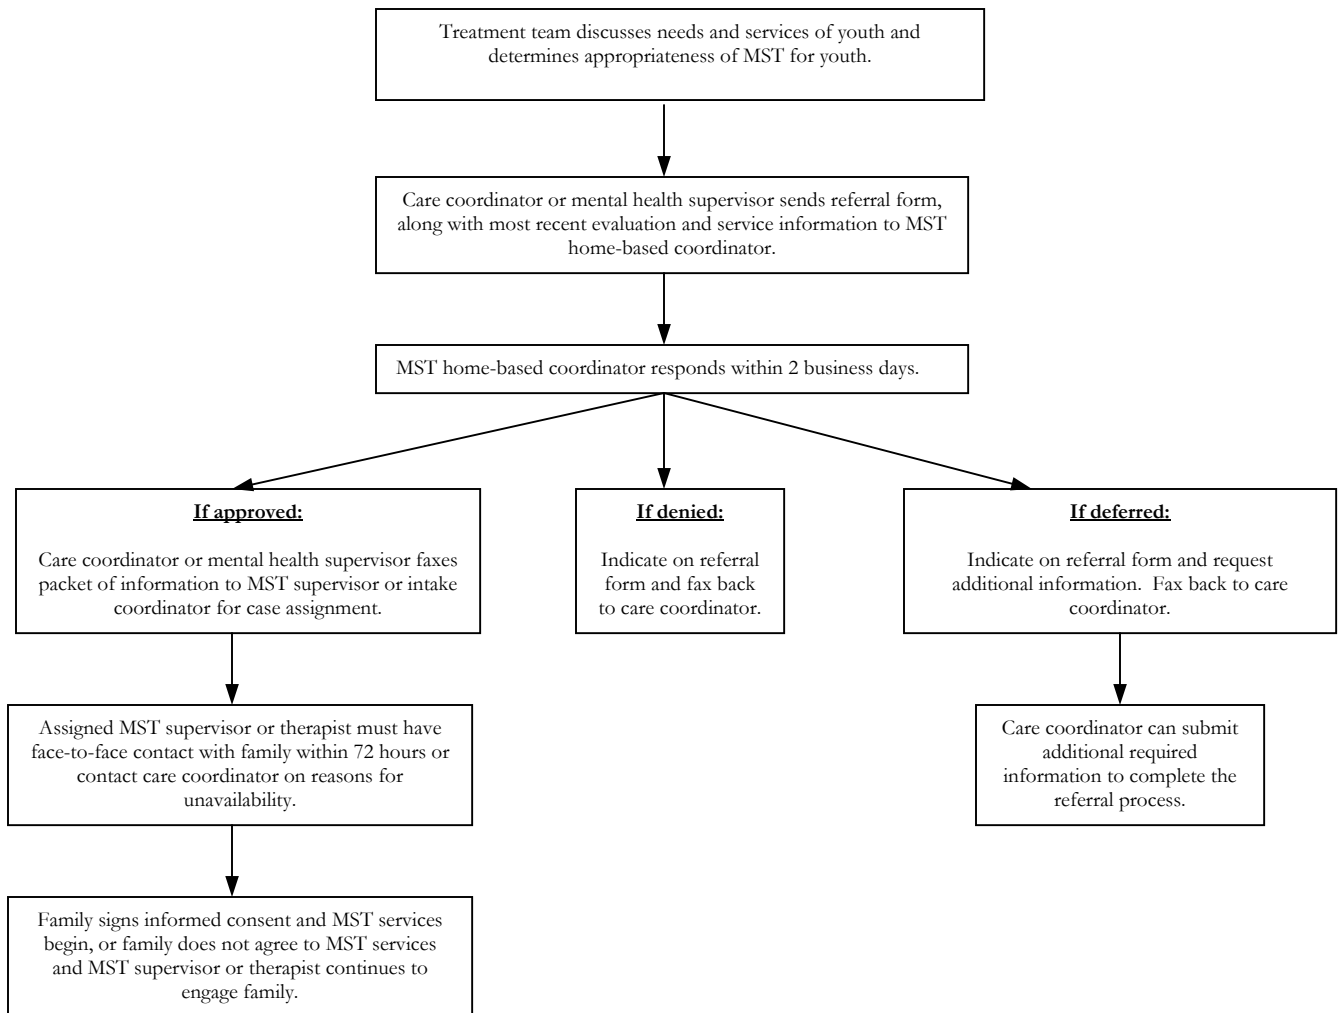 Treatment team discusses needs and services of youth and
determines appropriateness of MST for youth.
Care coordinator or mental health supervisor sends referral form,
along with most recent evaluation and service information to MST
home-based coordinator.
MST home-based coordinator responds within 2 business days.
If approved:
Care coordinator or mental health supervisor faxes
packet of information to MST supervisor or intake
coordinator for case assignment.
If denied:
Indicate on referral
form and fax back
to care coordinator.
If deferred:
Indicate on referral form and request
additional information.  Fax back to care
coordinator.
Assigned MST supervisor or therapist must have
face-to-face contact with family within 72 hours or
contact care coordinator on reasons for
unavailability.
Care coordinator can submit
additional required
information to complete the
referral process.
Family signs informed consent and MST services
begin, or family does not agree to MST services
and MST supervisor or therapist continues to
engage family.